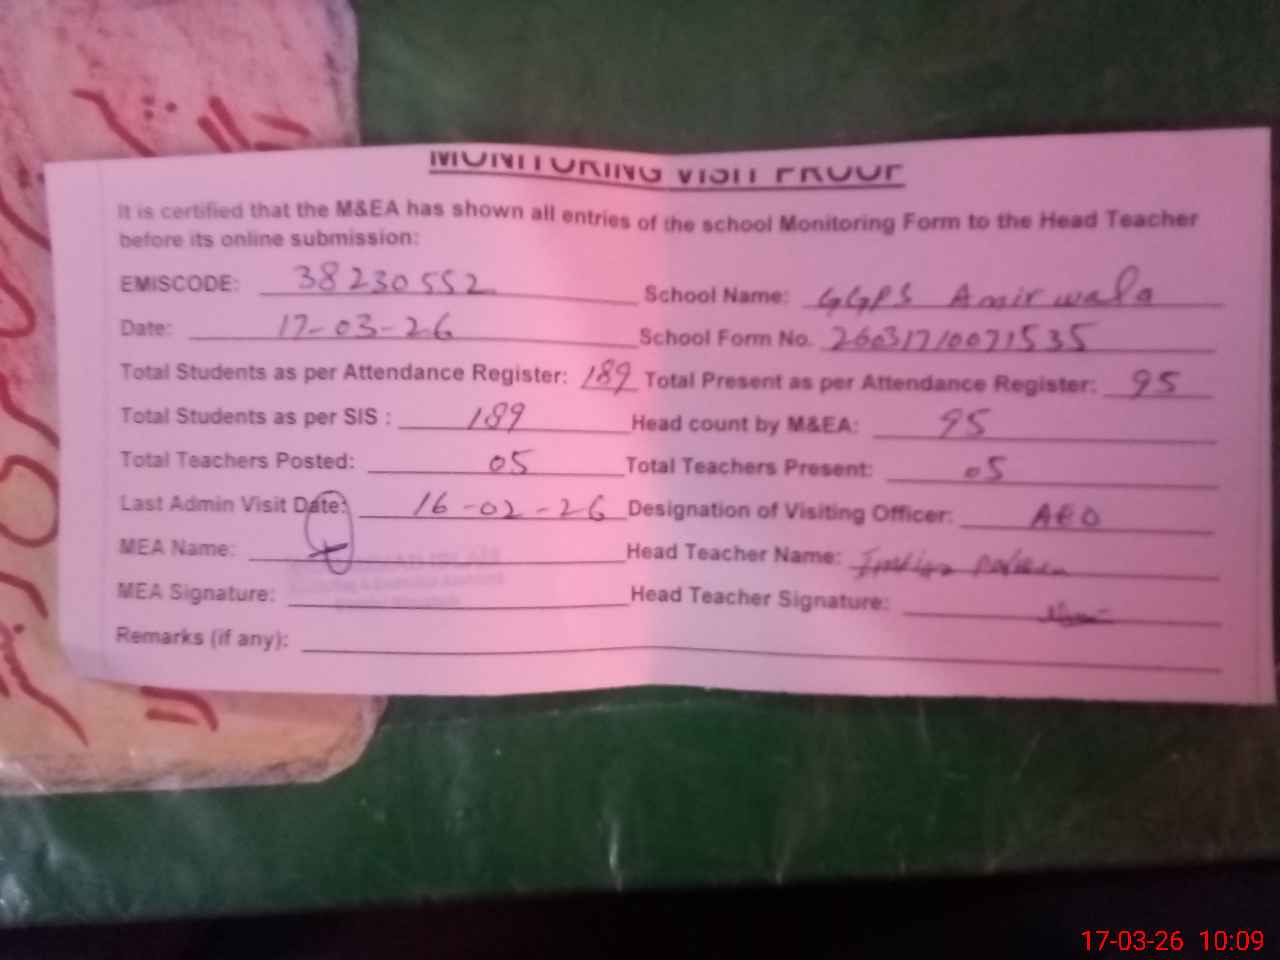 MONITORING VISIT PROOF
It is certified that the M&EA has shown all entries of the school Monitoring Form to the Head Teacher
before its online submission:
EMISCODE: 38230552 School Name: GGPS Amirwala
Date: 17-03-26 School Form No. 26031710071535
Total Students as per Attendance Register: 189 Total Present as per Attendance Register: 95
Total Students as per SIS : 189 Head count by M&EA: 95
Total Teachers Posted: 05 Total Teachers Present: 05
Last Admin Visit Date: 16-02-26 Designation of Visiting Officer: AEO
MEA Name: Head Teacher Name:
MEA Signature: Head Teacher Signature:
Remarks (if any):
17-03-26 10:09